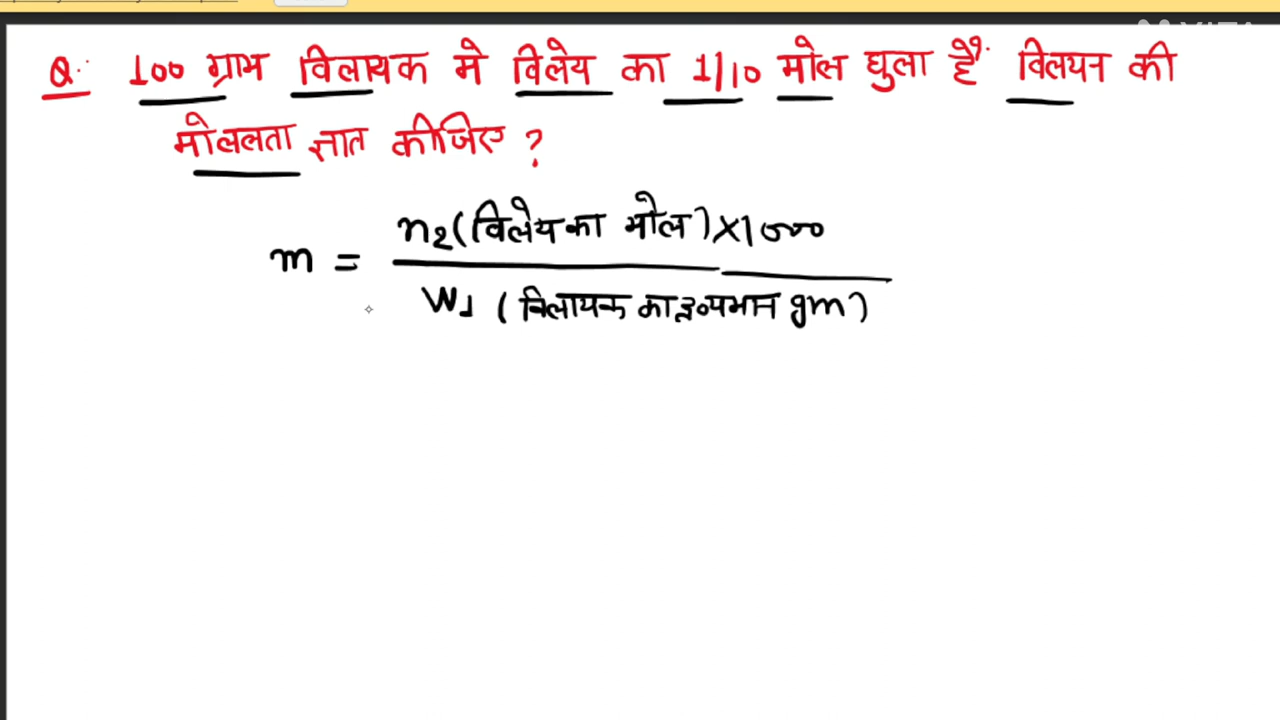 Q. 100 ग्राम विलायक मे विलेय का 1/10 मोल घुला है। विलयन की
मोललता ज्ञात कीजिए ?
m = n₂(विलेय का मोल)×1000
W₁ (विलायक का द्रव्यमान gm)